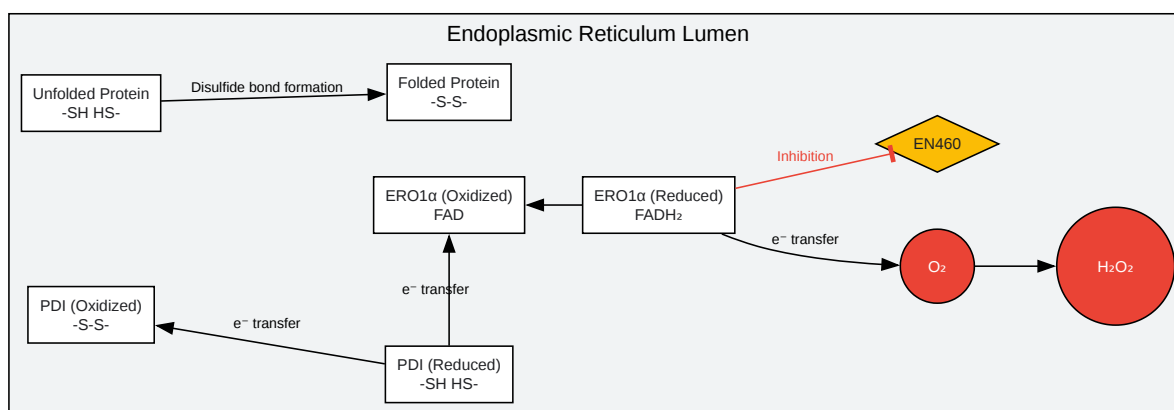 Endoplasmic Reticulum Lumen
Unfolded Protein
-SH HS-
Disulfide bond formation
Folded Protein
-S-S-
EN460
Inhibition
ERO1α (Oxidized)
FAD
ERO1α (Reduced)
FADH₂
e⁻ transfer
O₂
H₂O₂
e⁻ transfer
PDI (Oxidized)
-S-S-
e⁻ transfer
PDI (Reduced)
-SH HS-